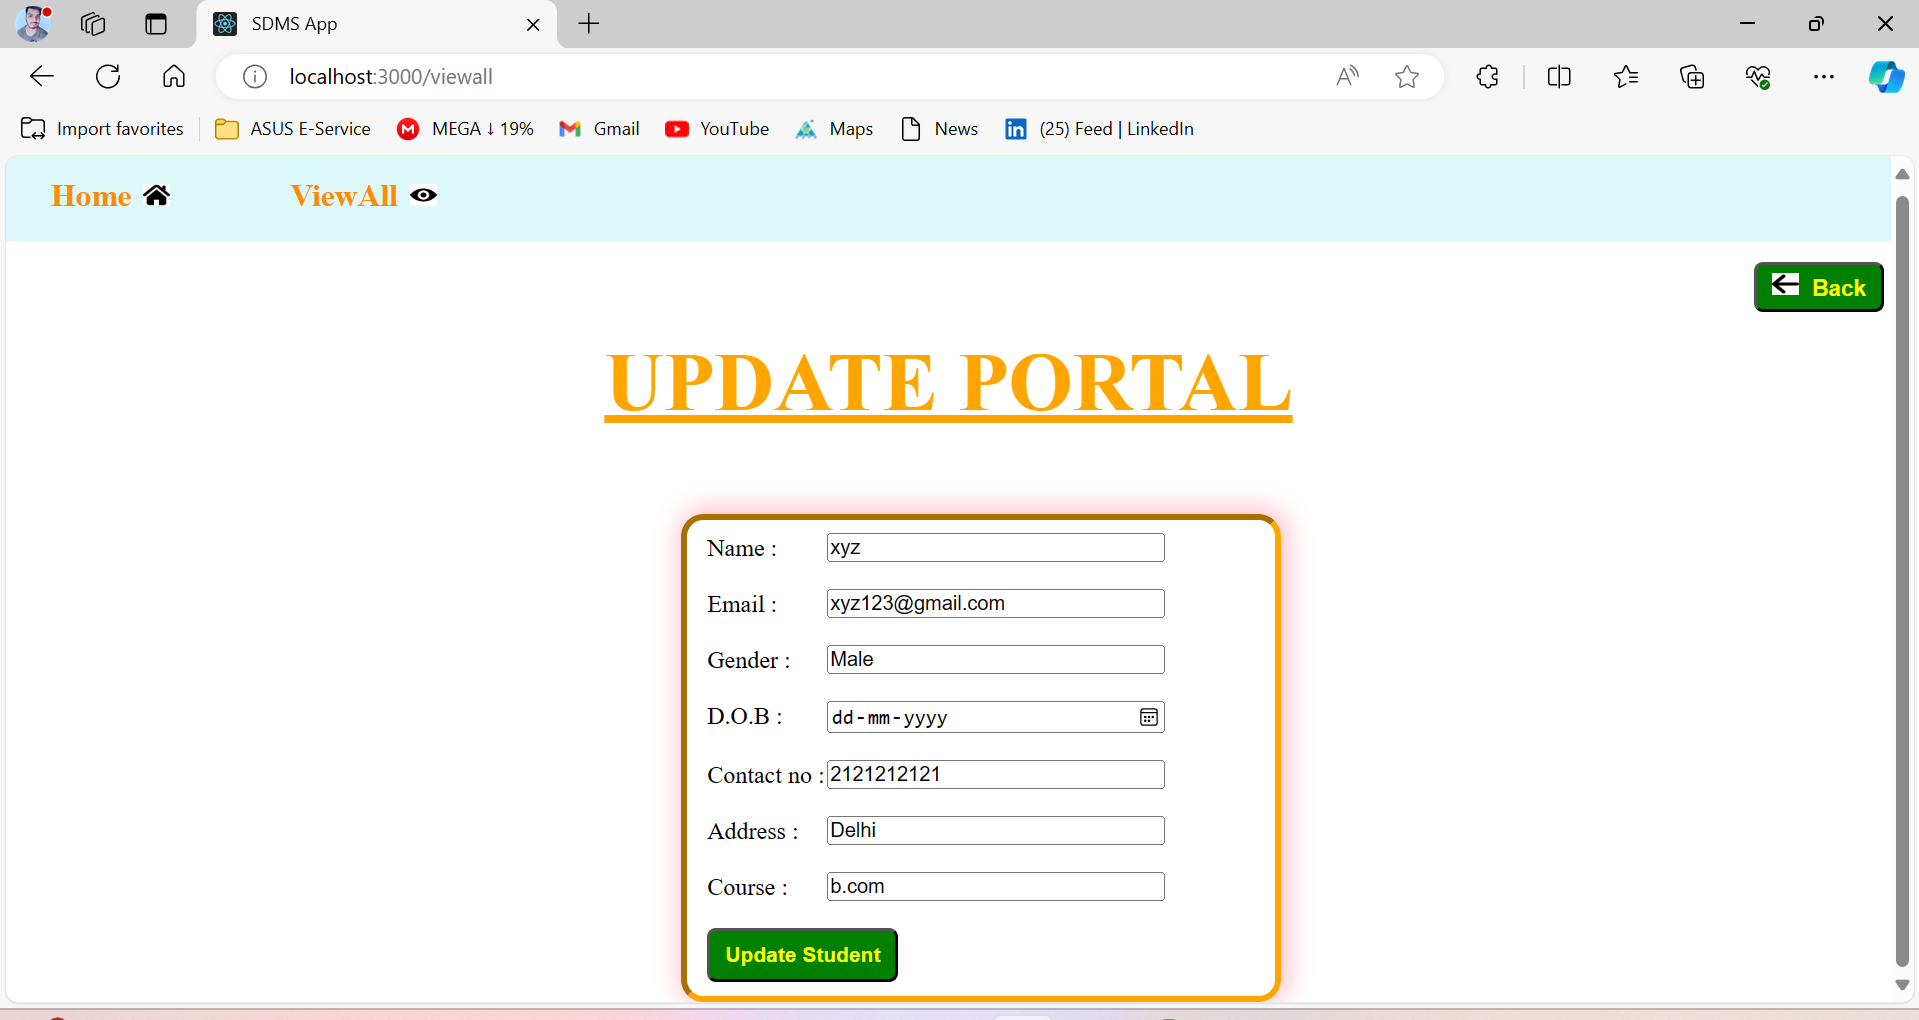 SDMS App
localhost:3000/viewall
Import favorites ASUS E-Service MEGA ↓ 19% Gmail YouTube Maps News (25) Feed | LinkedIn
Home ViewAll
Back
UPDATE PORTAL
Name : xyz
Email : xyz123@gmail.com
Gender : Male
D.O.B : dd-mm-yyyy
Contact no : 2121212121
Address : Delhi
Course : b.com
Update Student